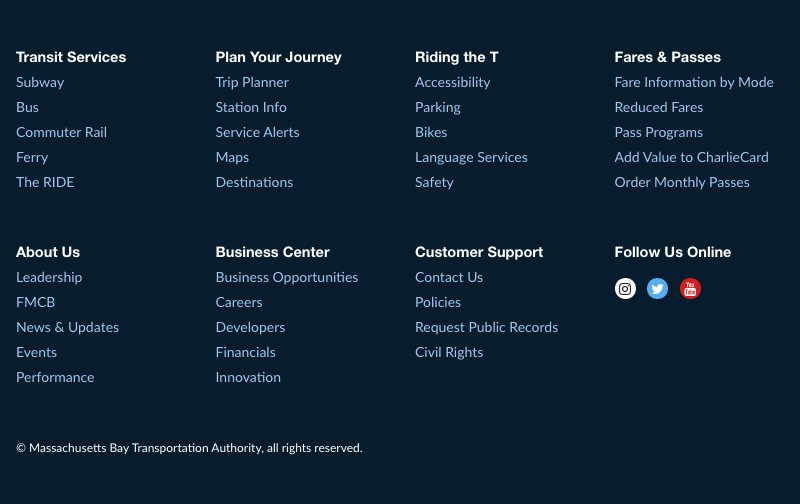 Transit Services
Subway
Bus
Commuter Rail
Ferry
The RIDE
Plan Your Journey
Trip Planner
Station Info
Service Alerts
Maps
Destinations
Riding the T
Accessibility
Parking
Bikes
Language Services
Safety
Fares & Passes
Fare Information by Mode
Reduced Fares
Pass Programs
Add Value to CharlieCard
Order Monthly Passes
About Us
Leadership
FMCB
News & Updates
Events
Performance
Business Center
Business Opportunities
Careers
Developers
Financials
Innovation
Customer Support
Contact Us
Policies
Request Public Records
Civil Rights
Follow Us Online
You
Tube
© Massachusetts Bay Transportation Authority, all rights reserved.